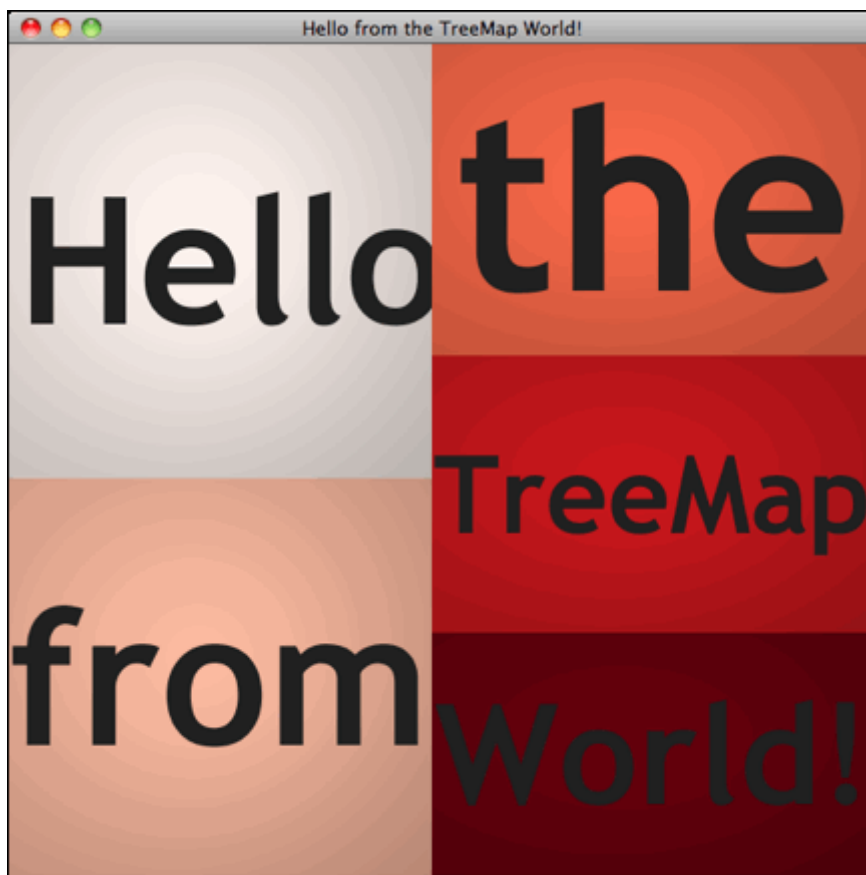 Hello from the TreeMap World!
Hello
from
the
TreeMap
World!